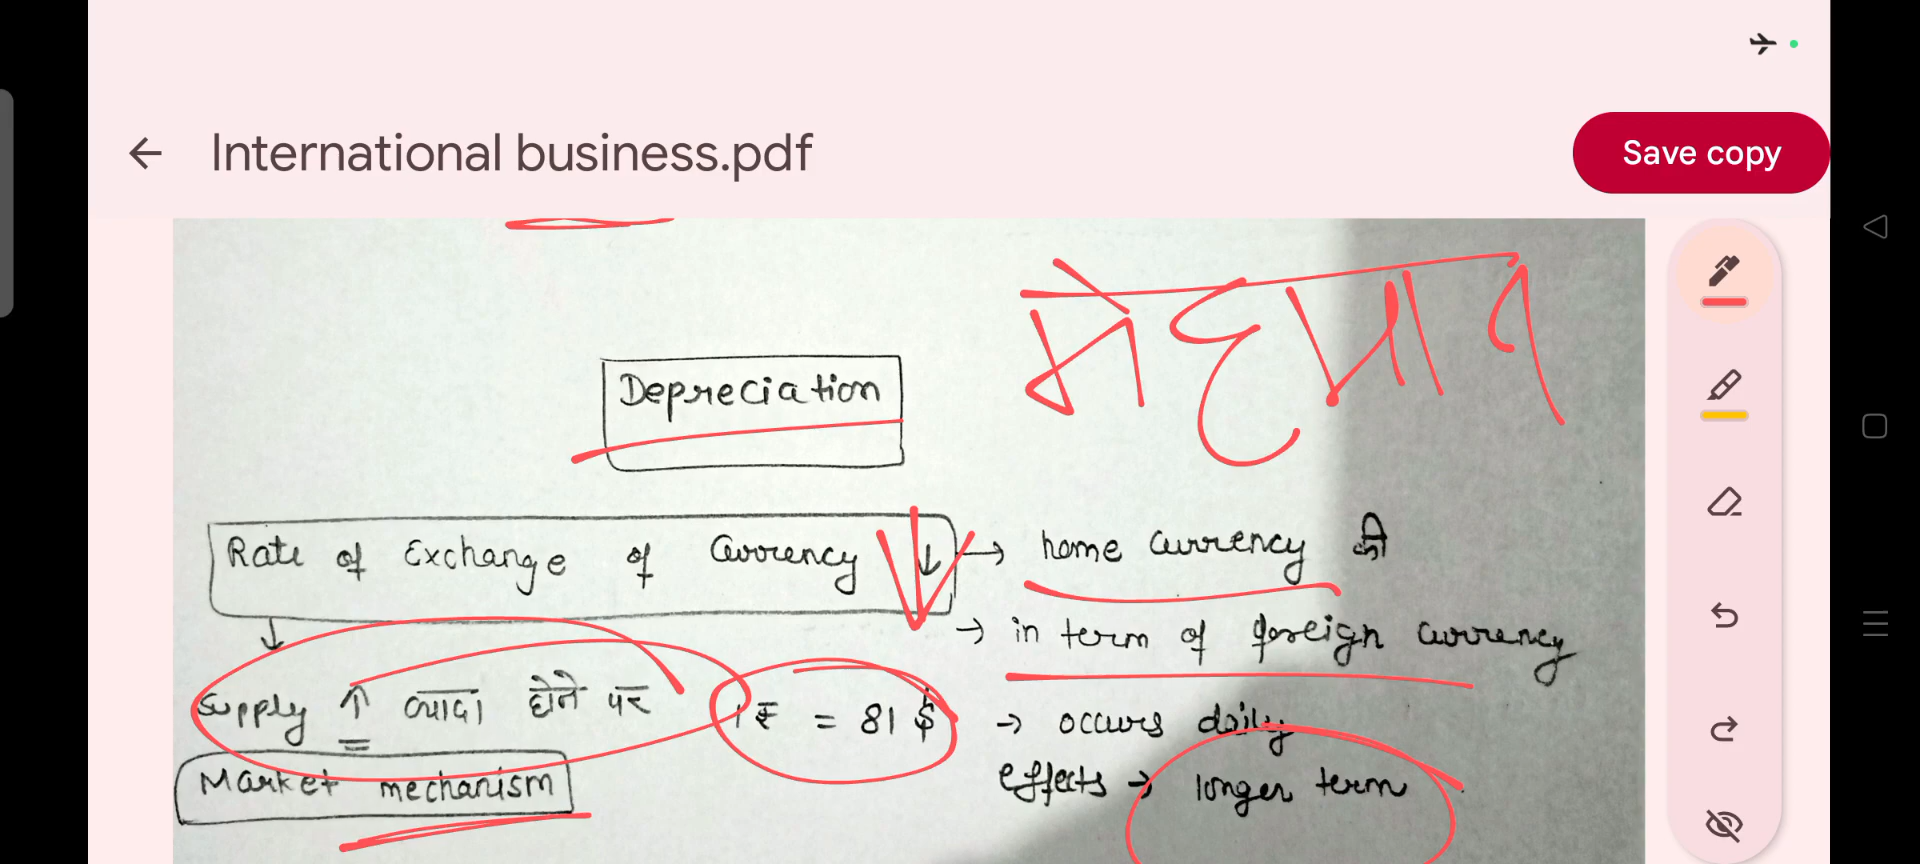 International business.pdf
Save copy
Depreciation
Rate of Exchange of Currency ↓ → home currency की
→ in term of foreign currency
Supply ↑ ज्यादा होने पर
1 ₹ = 81 $ → occurs daily
Market mechanism
effects → longer term